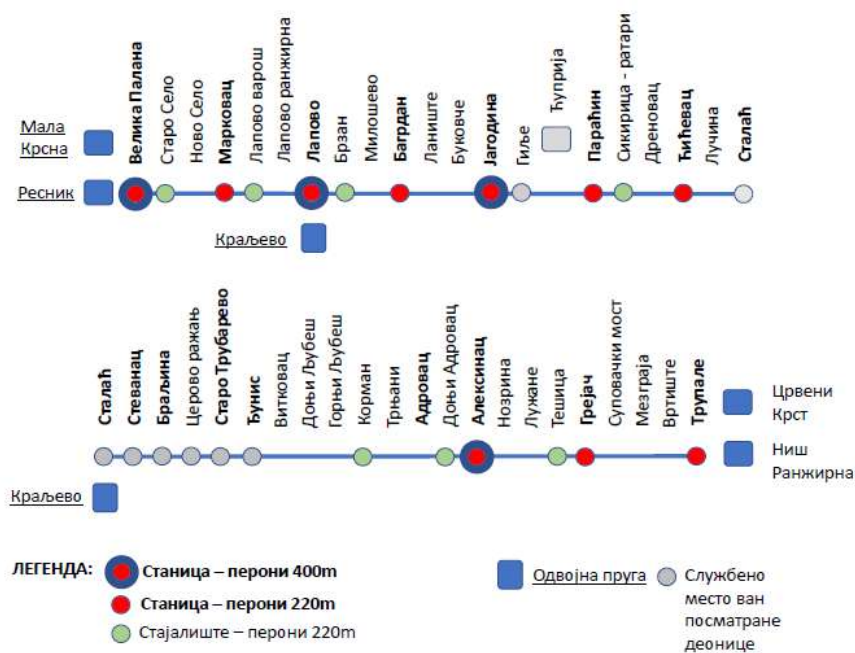 Мала
Крсна
Ресник
Велика Палана
Старо Село
Ново Село
Марковац
Лапово варош
Лапово ранжирна
Лапово
Брзан
Милошево
Багрдан
Ланиште
Буковче
Јагодина
Гиље
Ћуприја
Параћин
Сикирица - ратари
Дреновац
Ћићевац
Лучина
Сталаћ
Краљево
Сталаћ
Стеванац
Браљина
Церово ражањ
Старо Трубарево
Ђунис
Витковац
Доњи Љубеш
Горњи Љубеш
Корман
Трњани
Адровац
Доњи Адровац
Алексинац
Нозрина
Лужане
Тешица
Грејач
Суповачки мост
Мезграја
Вртиште
Трупале
Црвени
Крст
Ниш
Ранжирна
Краљево
ЛЕГЕНДА:
Станица – перони 400m
Станица – перони 220m
Стајалиште – перони 220m
Одвојна пруга
Службено
место ван
посматране
деонице